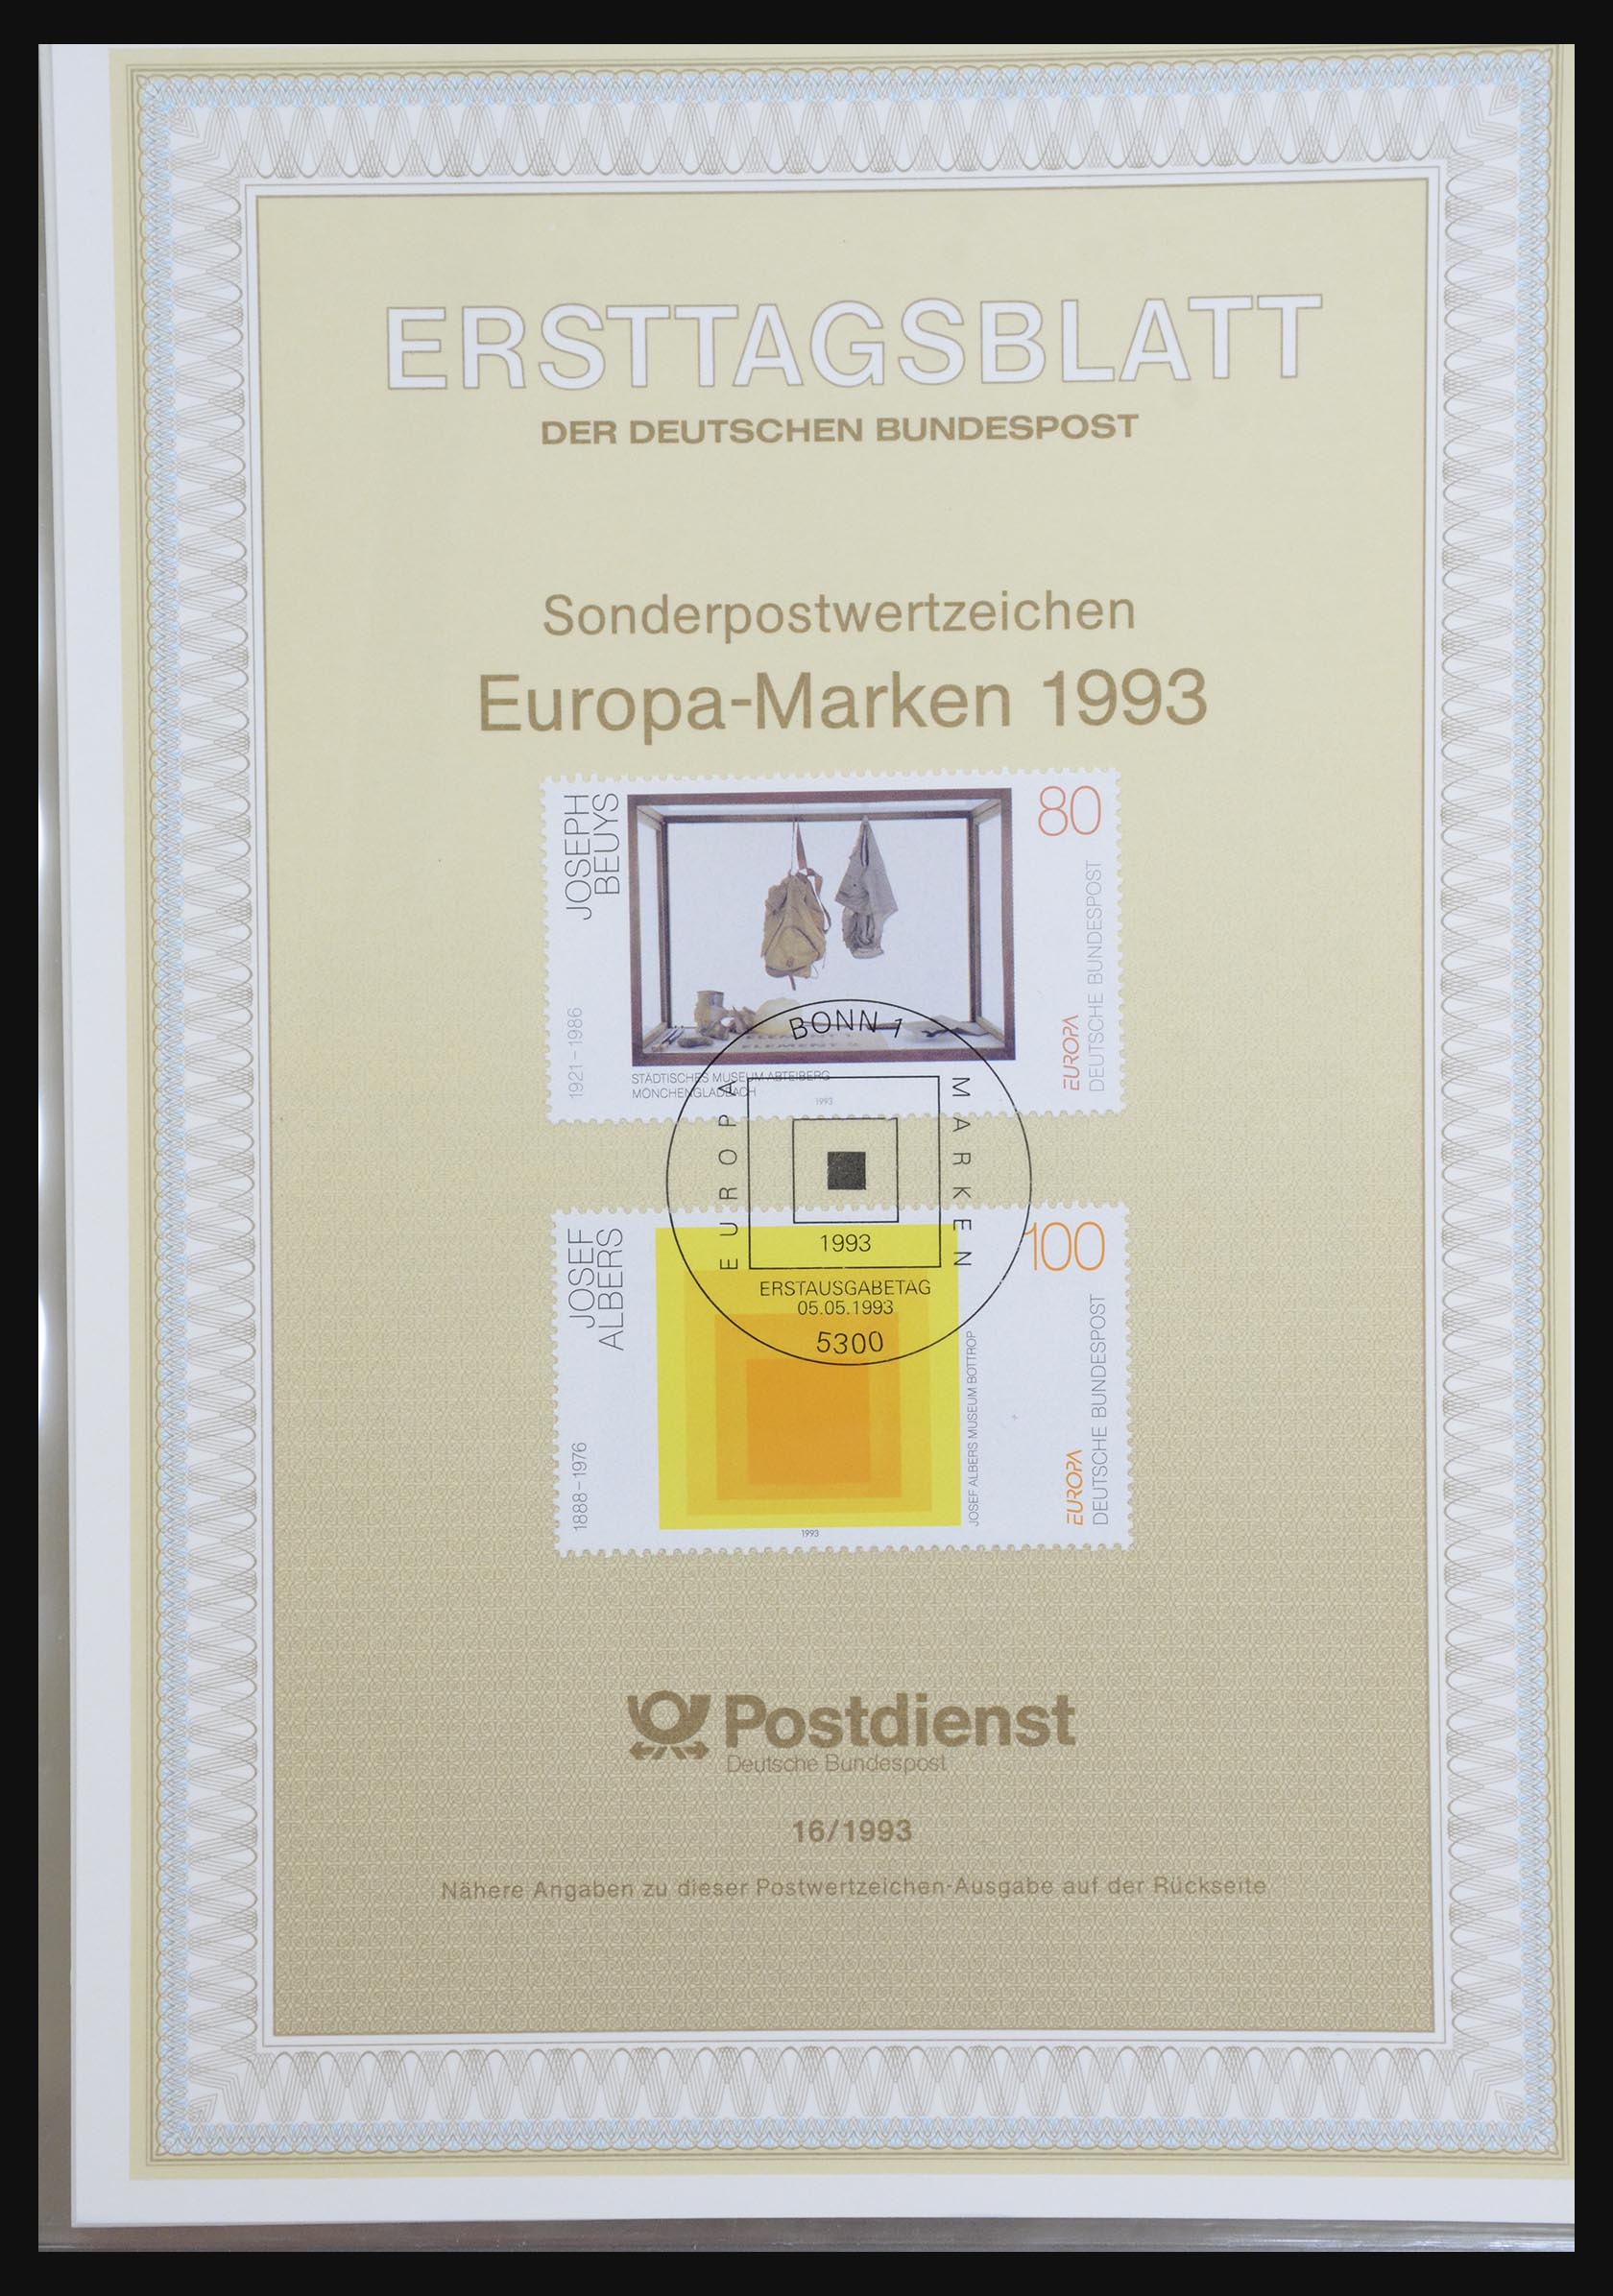 ERSTTAGSBLATT
DER DEUTSCHEN BUNDESPOST
Sonderpostwertzeichen
Europa-Marken 1993
JOSEPH
BEUYS
1921–1986
80
EUROPA
DEUTSCHE BUNDESPOST
STÄDTISCHES MUSEUM ABTEIBERG
MÖNCHENGLADBACH
1993
BONN 1
EUROPA
MARKEN
1993
ERSTAUSGABETAG
05.05.1993
5300
JOSEF
ALBERS
1888–1976
100
JOSEF ALBERS MUSEUM BOTTROP
EUROPA
DEUTSCHE BUNDESPOST
1993
Postdienst
Deutsche Bundespost
16/1993
Nähere Angaben zu dieser Postwertzeichen-Ausgabe auf der Rückseite